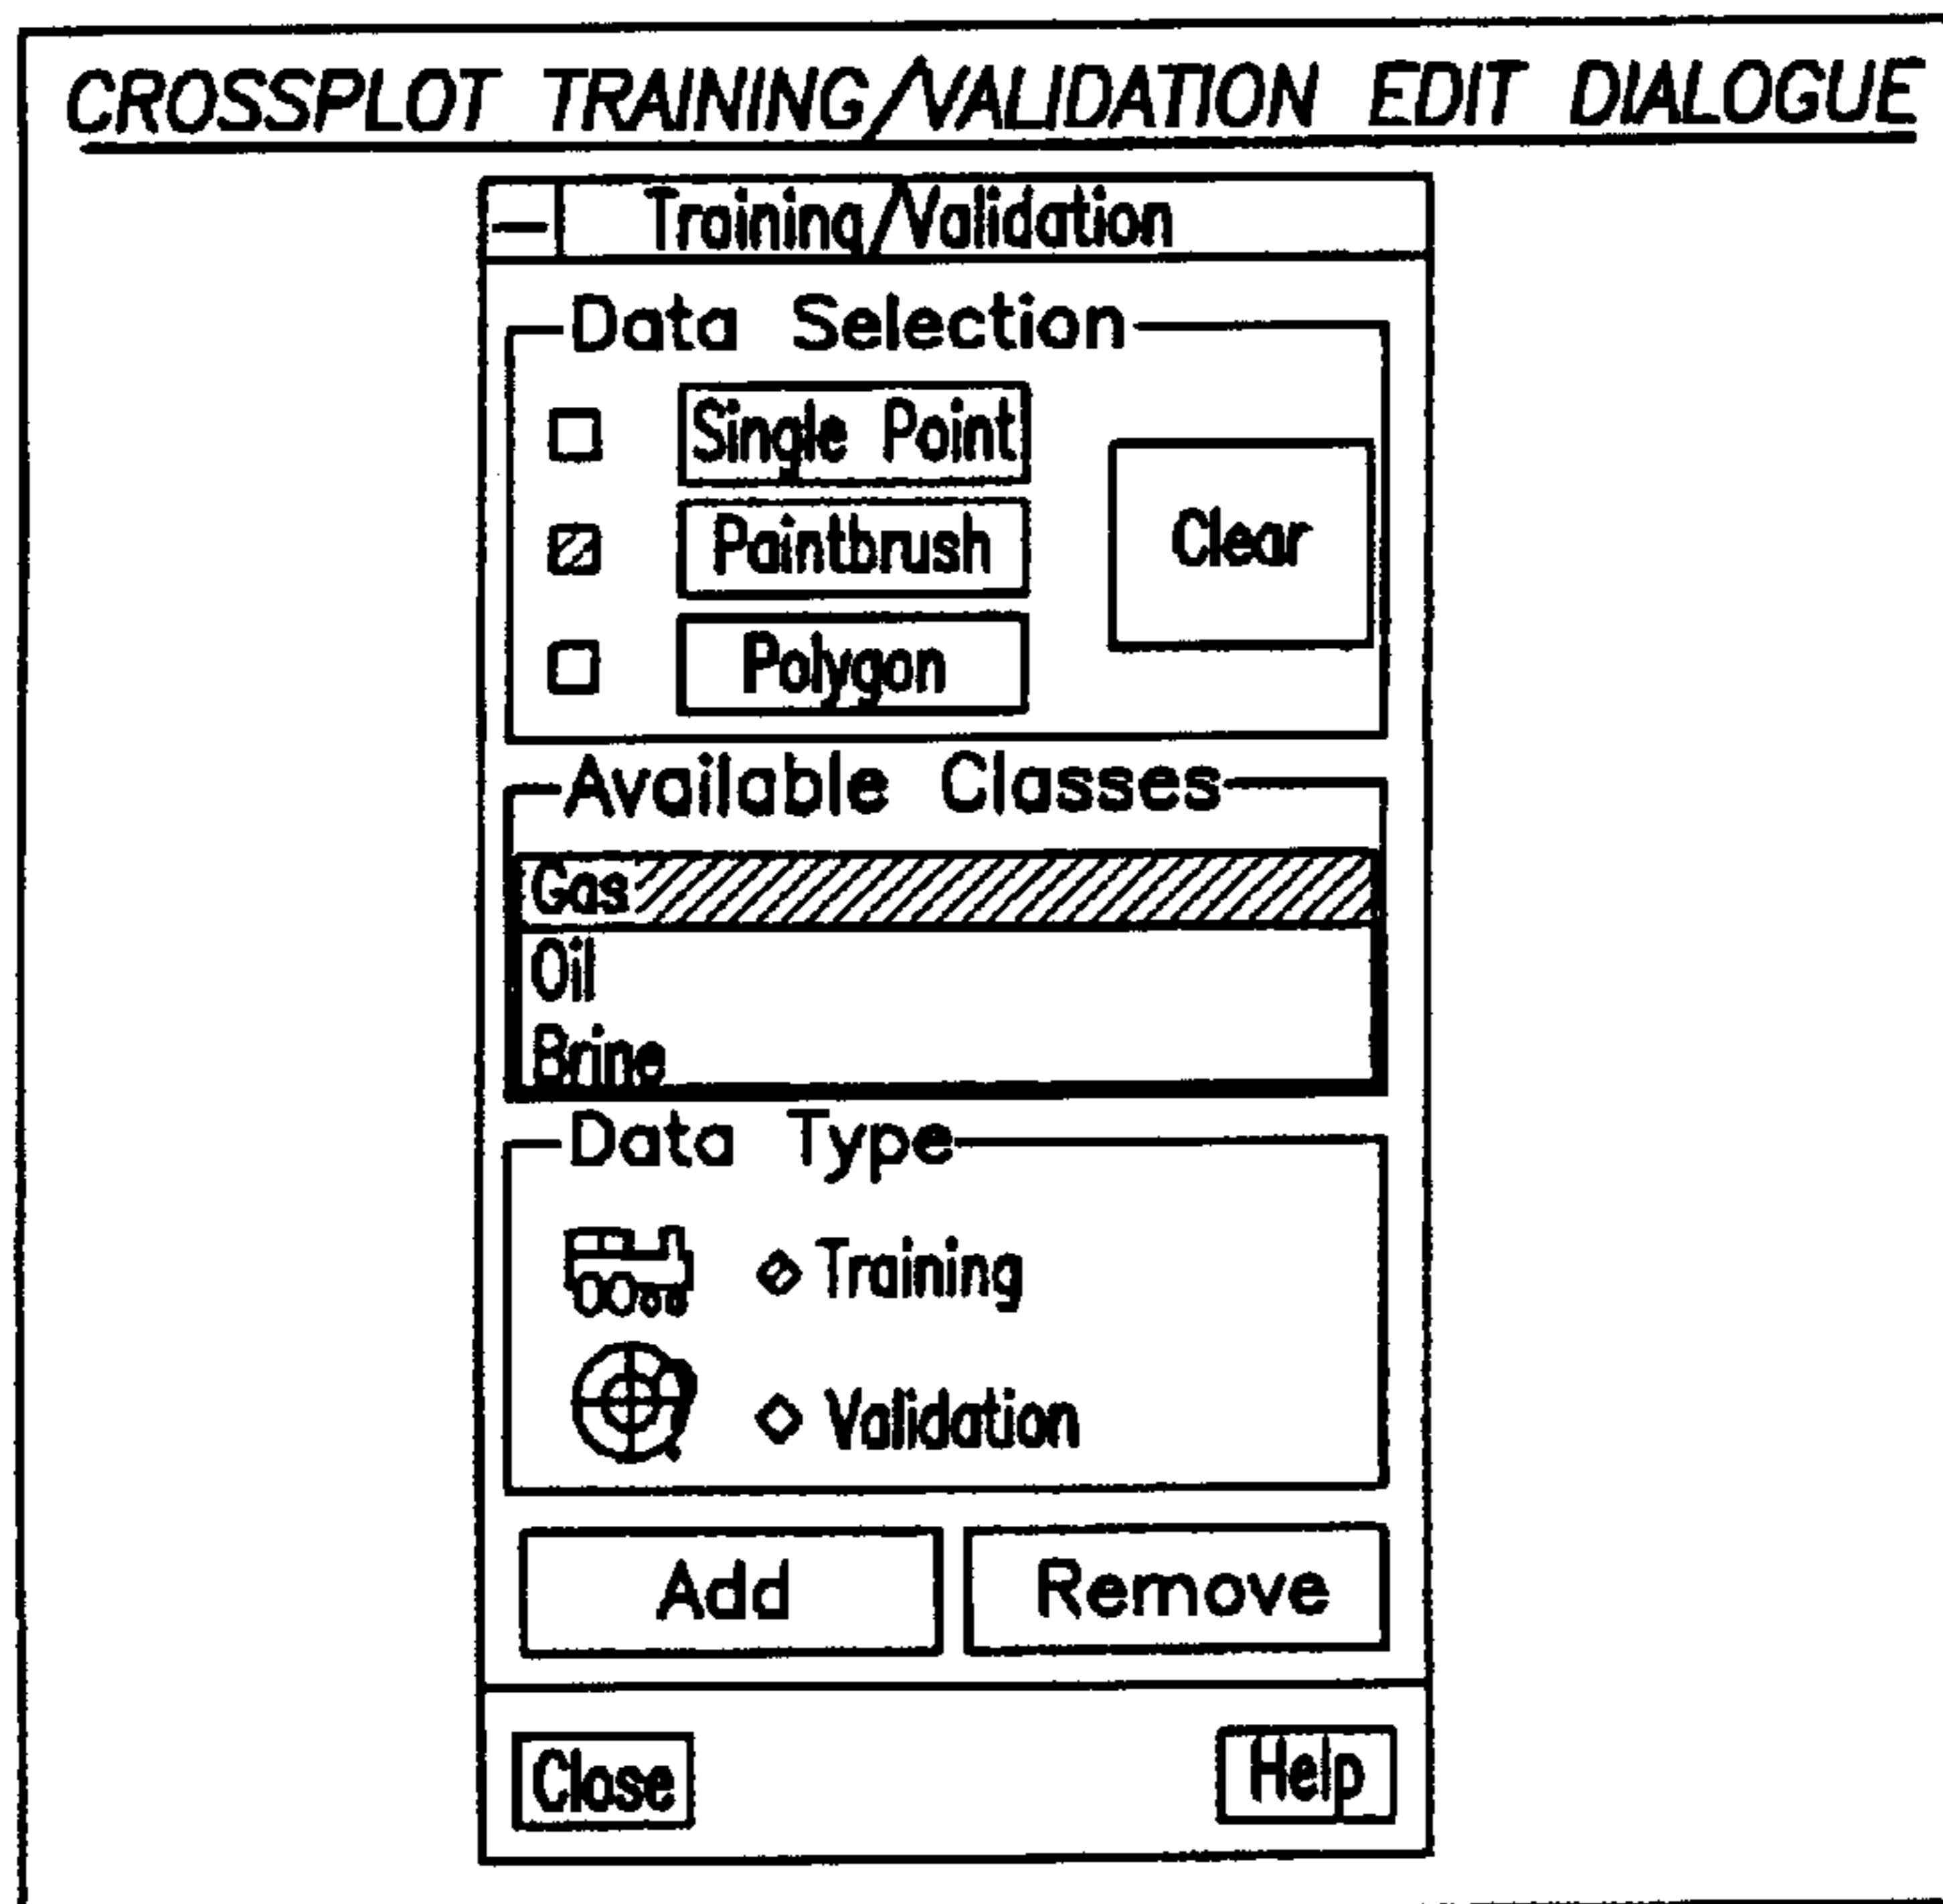 CROSSPLOT TRAINING/VALIDATION EDIT DIALOGUE
Training/Validation
Data Selection
Single Point
Paintbrush
Clear
Polygon
Available Classes
Gas
Oil
Brine
Data Type
Training
Validation
Add Remove
Close Help